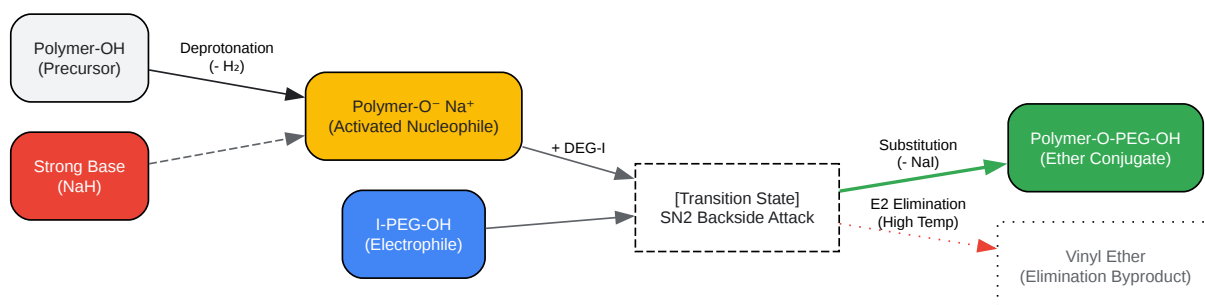 Polymer-OH
(Precursor)
Deprotonation
(- H₂)
Strong Base
(NaH)
Polymer-O⁻ Na⁺
(Activated Nucleophile)
+ DEG-I
I-PEG-OH
(Electrophile)
[Transition State]
SN2 Backside Attack
Substitution
(- NaI)
E2 Elimination
(High Temp)
Polymer-O-PEG-OH
(Ether Conjugate)
Vinyl Ether
(Elimination Byproduct)